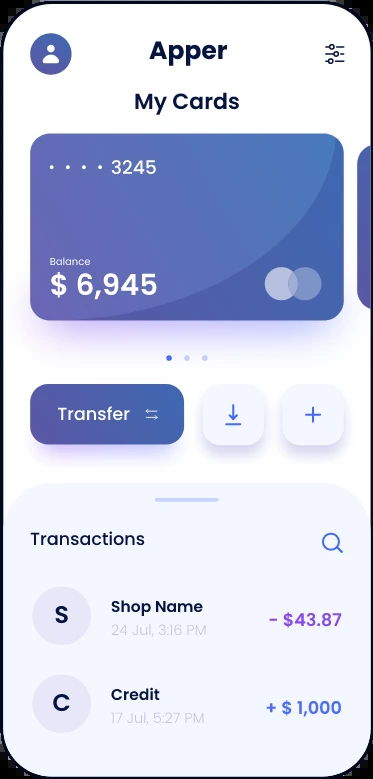 Apper
My Cards
• • • • 3245
Balance
$ 6,945
Transfer
Transactions
S
Shop Name
24 Jul, 3:16 PM
- $43.87
C
Credit
17 Jul, 5:27 PM
+ $ 1,000